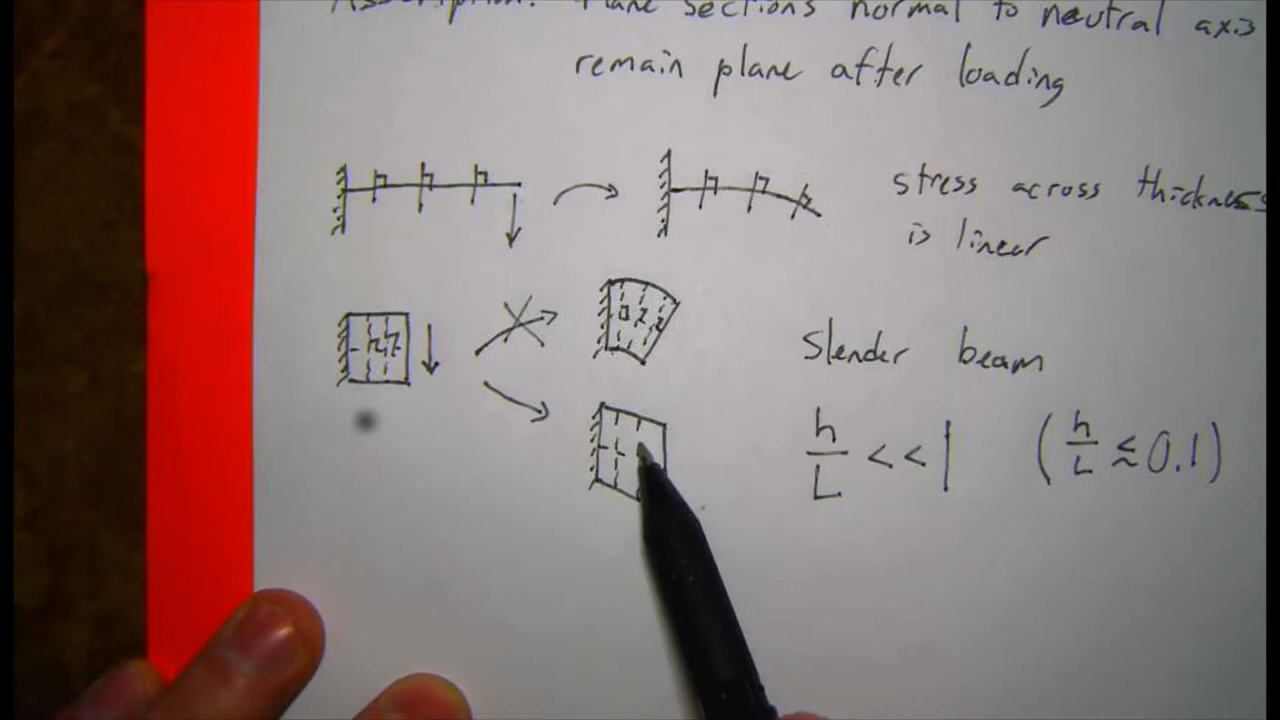 Assumption: Plane sections normal to neutral axis
remain plane after loading
stress across thickness
is linear
Slender beam
h/L << 1 (h/L ≲ 0.1)